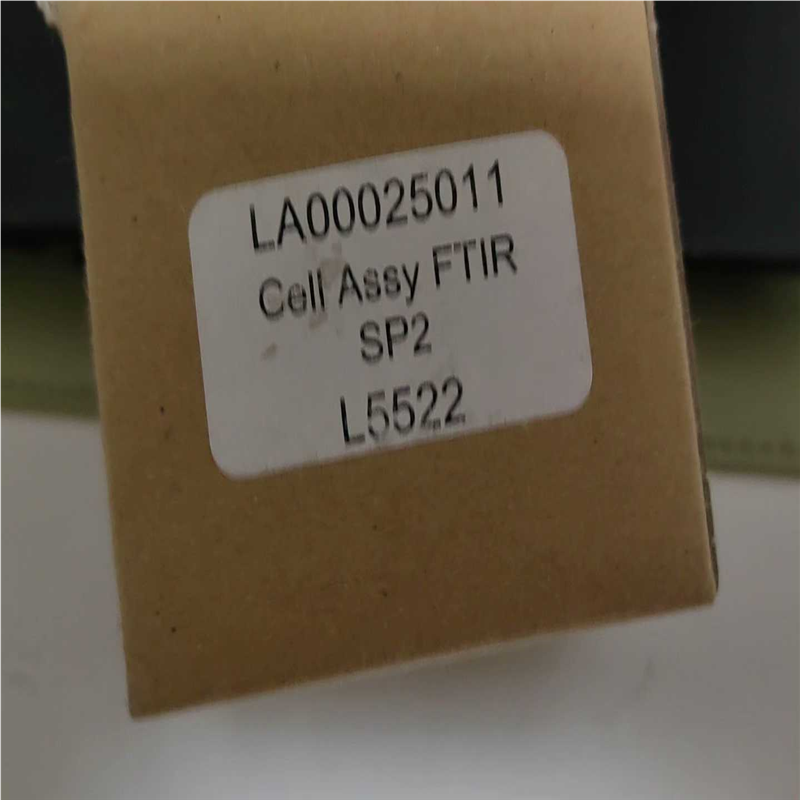 LA00025011
Cell Assy FTIR
SP2
L5522